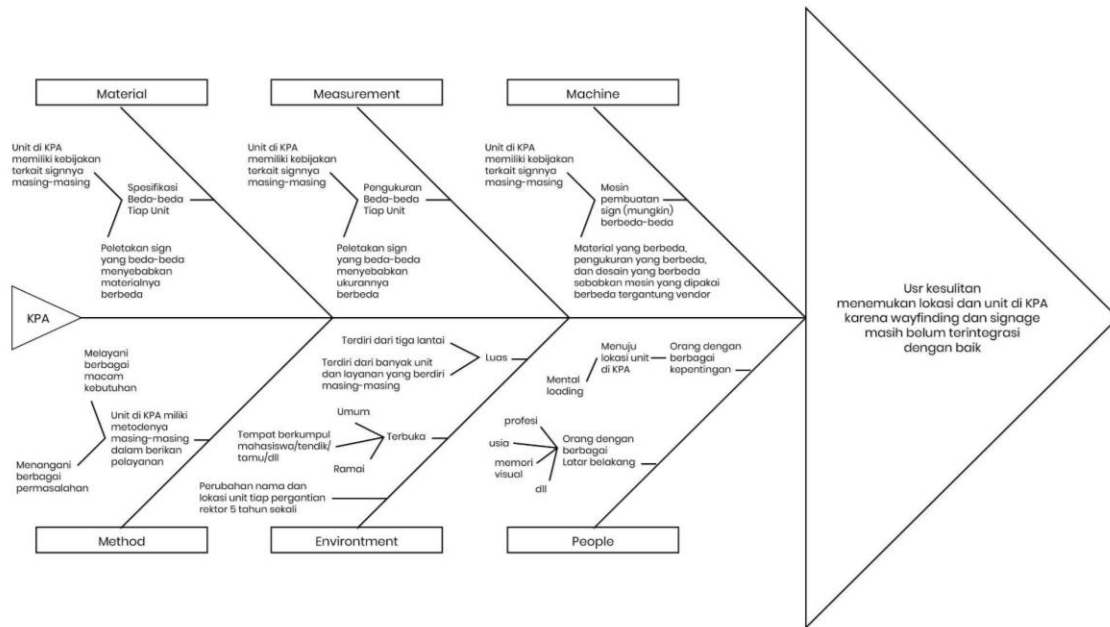 Material
Measurement
Machine
Unit di KPA
memiliki kebijakan
terkait signnya
masing-masing
Spesifikasi
Beda-beda
Tiap Unit
Peletakan sign
yang beda-beda
menyebabkan
materialnya
berbeda
Unit di KPA
memiliki kebijakan
terkait signnya
masing-masing
Pengukuran
Beda-beda
Tiap Unit
Peletakan sign
yang beda-beda
menyebabkan
ukurannya
berbeda
Unit di KPA
memiliki kebijakan
terkait signnya
masing-masing
Mesin
pembuatan
sign (mungkin)
berbeda-beda
Material yang berbeda,
pengukuran yang berbeda,
dan desain yang berbeda
sebabkan mesin yang dipakai
berbeda tergantung vendor
KPA
Usr kesulitan
menemukan lokasi dan unit di KPA
karena wayfinding dan signage
masih belum terintegrasi
dengan baik
Melayani
berbagai
macam
kebutuhan
Unit di KPA miliki
metodenya
masing-masing
dalam berikan
pelayanan
Menangani
berbagai
permasalahan
Terdiri dari tiga lantai
Luas
Terdiri dari banyak unit
dan layanan yang berdiri
masing-masing
Umum
Tempat berkumpul
mahasiswa/tendik/
tamu/dll
Terbuka
Ramai
Perubahan nama dan
lokasi unit tiap pergantian
rektor 5 tahun sekali
Menuju
lokasi unit
di KPA
Orang dengan
berbagai
kepentingan
Mental
loading
profesi
usia
memori
visual
dll
Orang dengan
berbagai
Latar belakang
Method
Environtment
People